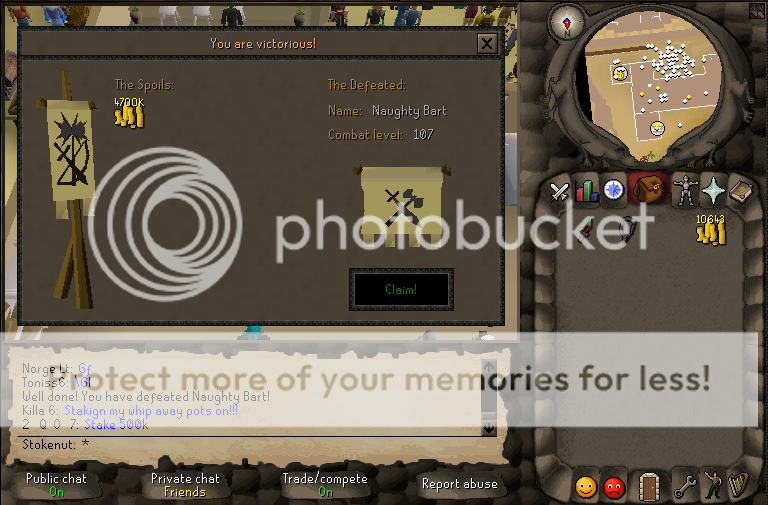 You are victorious!
The Spoils:
4700K
The Defeated:
Name: Naughty Bart
Combat level: 107
Claim!
10643
photobucket
Protect more of your memories for less!
Norge Lt: Gf
Toniss6: \GI
Well done! You have defeated Naughty Bart!
Killa 6: Stakign my whip away pots on!!!
2 Q 0 7: Stake 500k
Stokenut: *
Public chat
On
Private chat
Friends
Trade/compete
On
Report abuse